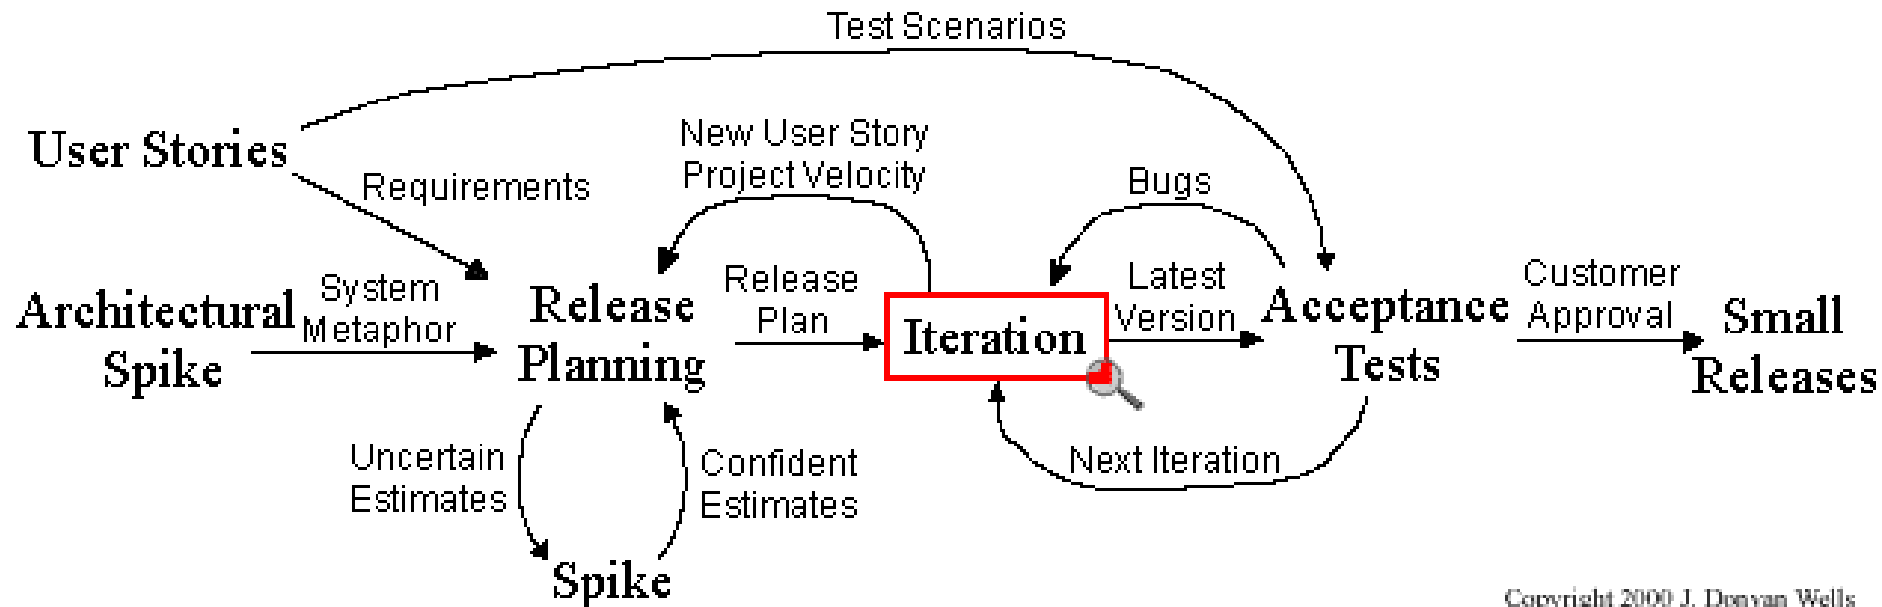 Test Scenarios
User Stories
New User Story
Project Velocity
Requirements
Bugs
Architectural
Spike
System
Metaphor
Release
Planning
Release
Plan
Iteration
Latest
Version
Acceptance
Tests
Customer
Approval
Small
Releases
Uncertain
Estimates
Confident
Estimates
Next Iteration
Spike
Copyright 2000 J. Donvan Wells